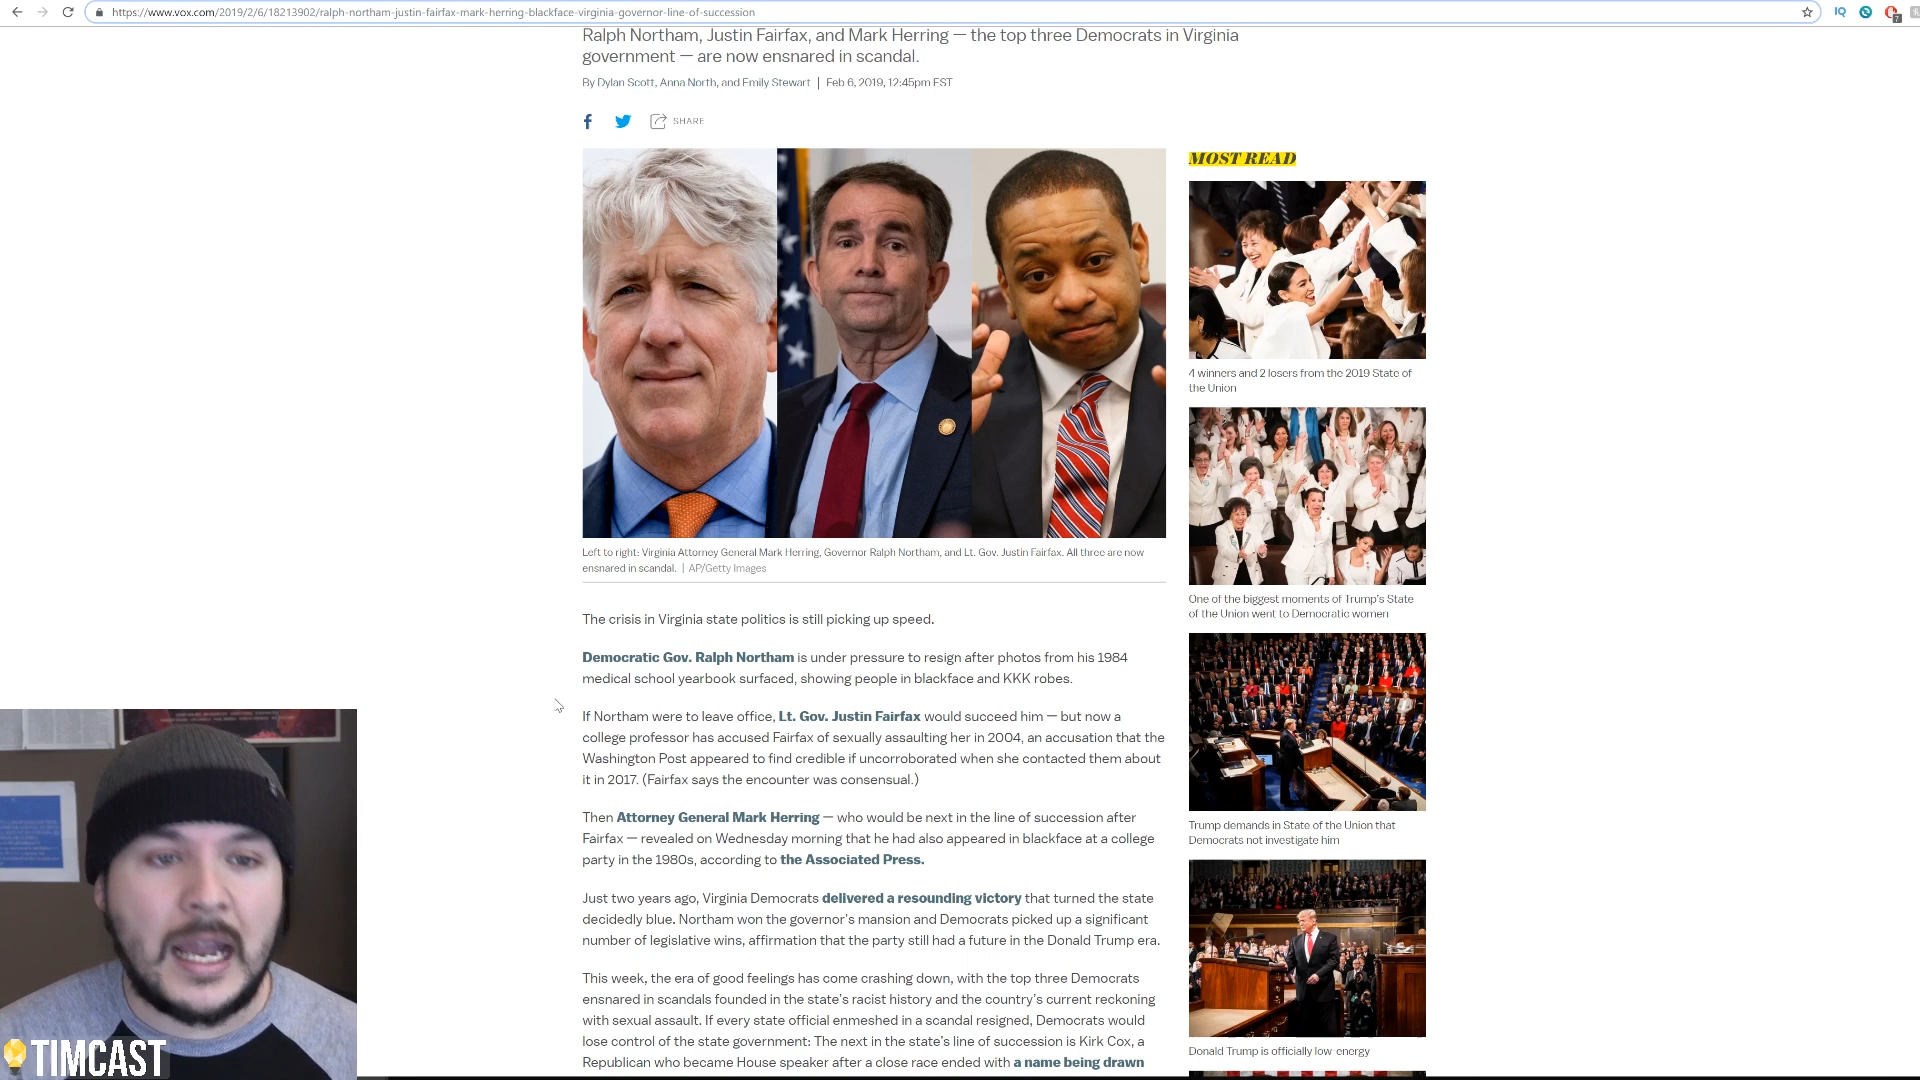 https://www.vox.com/2019/2/6/18213902/ralph-northam-justin-fairfax-mark-herring-blackface-virginia-governor-line-of-succession
IQ
7
Ralph Northam, Justin Fairfax, and Mark Herring — the top three Democrats in Virginia
government — are now ensnared in scandal.
By Dylan Scott, Anna North, and Emily Stewart | Feb 6, 2019, 12:45pm EST
SHARE
Left to right: Virginia Attorney General Mark Herring, Governor Ralph Northam, and Lt. Gov. Justin Fairfax. All three are now
ensnared in scandal. | AP/Getty Images
The crisis in Virginia state politics is still picking up speed.
Democratic Gov. Ralph Northam is under pressure to resign after photos from his 1984
medical school yearbook surfaced, showing people in blackface and KKK robes.
If Northam were to leave office, Lt. Gov. Justin Fairfax would succeed him — but now a
college professor has accused Fairfax of sexually assaulting her in 2004, an accusation that the
Washington Post appeared to find credible if uncorroborated when she contacted them about
it in 2017. (Fairfax says the encounter was consensual.)
Then Attorney General Mark Herring — who would be next in the line of succession after
Fairfax — revealed on Wednesday morning that he had also appeared in blackface at a college
party in the 1980s, according to the Associated Press.
Just two years ago, Virginia Democrats delivered a resounding victory that turned the state
decidedly blue. Northam won the governor's mansion and Democrats picked up a significant
number of legislative wins, affirmation that the party still had a future in the Donald Trump era.
This week, the era of good feelings has come crashing down, with the top three Democrats
ensnared in scandals founded in the state's racist history and the country's current reckoning
with sexual assault. If every state official enmeshed in a scandal resigned, Democrats would
lose control of the state government: The next in the state's line of succession is Kirk Cox, a
Republican who became House speaker after a close race ended with a name being drawn
MOST READ
4 winners and 2 losers from the 2019 State of
the Union
One of the biggest moments of Trump's State
of the Union went to Democratic women
Trump demands in State of the Union that
Democrats not investigate him
Donald Trump is officially low-energy
TIMCAST